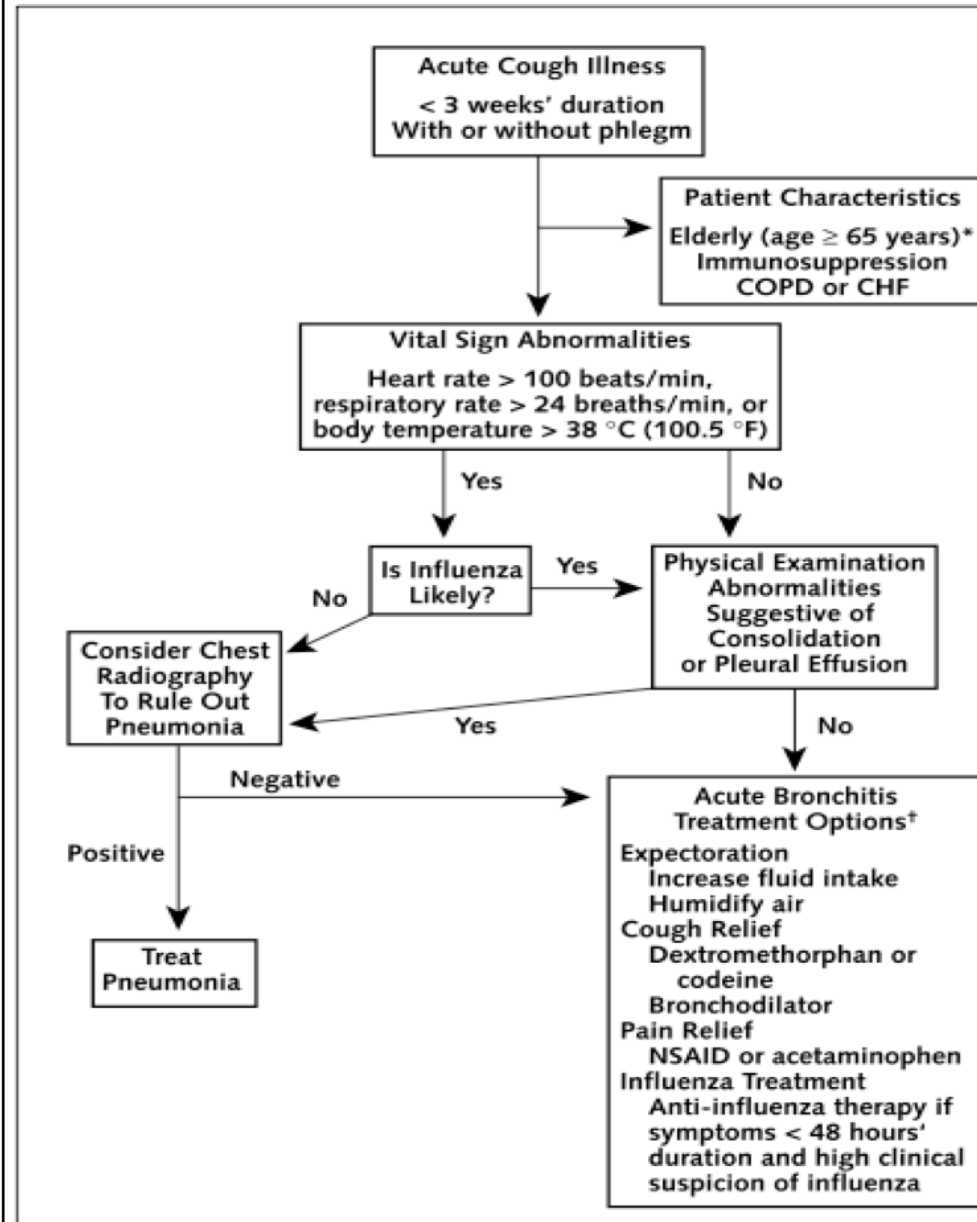 Acute Cough Illness
< 3 weeks' duration
With or without phlegm
Patient Characteristics
Elderly (age ≥ 65 years)*
Immunosuppression
COPD or CHF
Vital Sign Abnormalities
Heart rate > 100 beats/min,
respiratory rate > 24 breaths/min, or
body temperature > 38 °C (100.5 °F)
Yes
No
Is Influenza
Likely?
Yes
No
Physical Examination
Abnormalities
Suggestive of
Consolidation
or Pleural Effusion
Consider Chest
Radiography
To Rule Out
Pneumonia
Yes
No
Negative
Positive
Treat
Pneumonia
Acute Bronchitis
Treatment Options†
Expectoration
Increase fluid intake
Humidify air
Cough Relief
Dextromethorphan or
codeine
Bronchodilator
Pain Relief
NSAID or acetaminophen
Influenza Treatment
Anti-influenza therapy if
symptoms < 48 hours'
duration and high clinical
suspicion of influenza